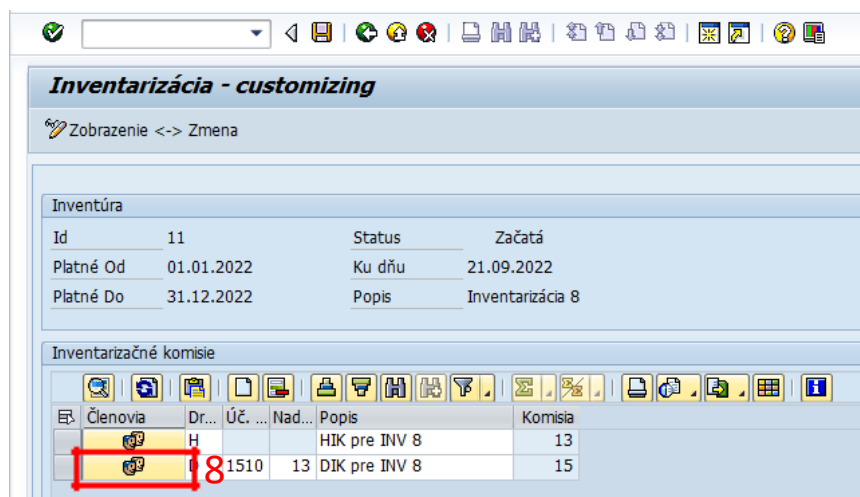 Inventarizácia - customizing
Zobrazenie <-> Zmena
Inventúra
Id 11 Status Začatá
Platné Od 01.01.2022 Ku dňu 21.09.2022
Platné Do 31.12.2022 Popis Inventarizácia 8
Inventarizačné komisie
Členovia Dr... Úč. ... Nad... Popis Komisia
H HIK pre INV 8 13
D 8 1510 13 DIK pre INV 8 15